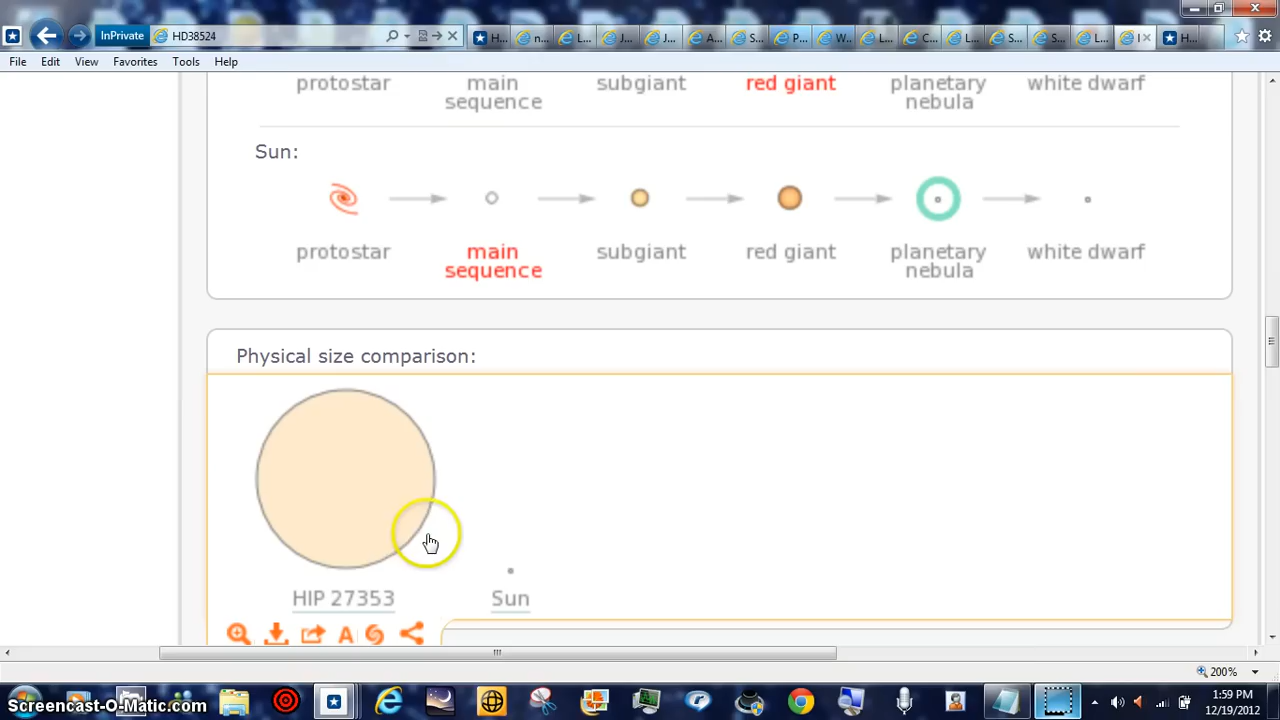 InPrivate HD38524 H... n... L... J... J... A... S... P... W... L... C... L... S... S... L... I H...
File Edit View Favorites Tools Help
protostar main sequence subgiant red giant planetary nebula white dwarf
Sun:
protostar main sequence subgiant red giant planetary nebula white dwarf
Physical size comparison:
HIP 27353 Sun
A
200%
Screencast-O-Matic.com
1:59 PM
12/19/2012